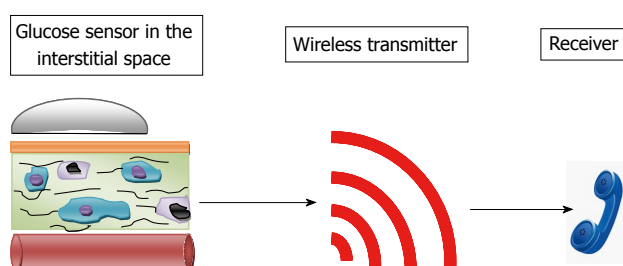 Glucose sensor in the
interstitial space
Wireless transmitter
Receiver